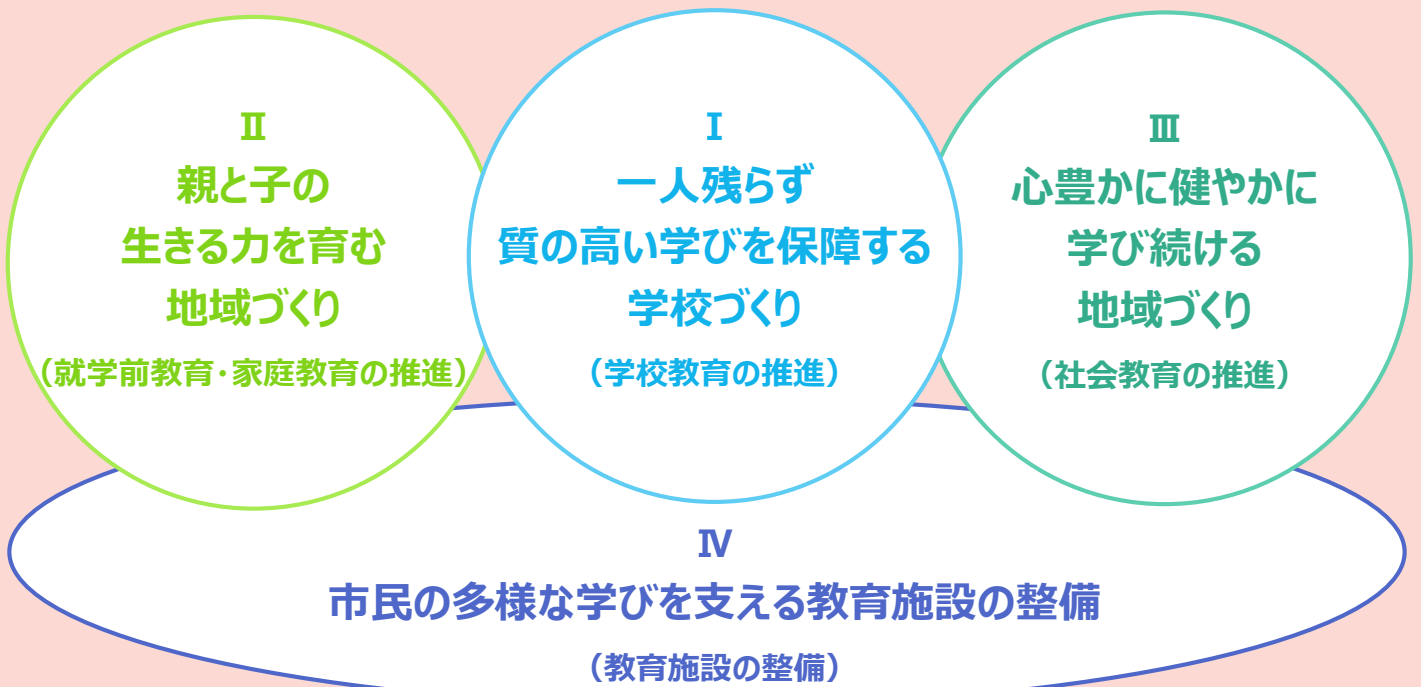 Ⅱ
親と子の
生きる力を育む
地域づくり
（就学前教育・家庭教育の推進）
Ⅰ
一人残らず
質の高い学びを保障する
学校づくり
（学校教育の推進）
Ⅲ
心豊かに健やかに
学び続ける
地域づくり
（社会教育の推進）
Ⅳ
市民の多様な学びを支える教育施設の整備
（教育施設の整備）